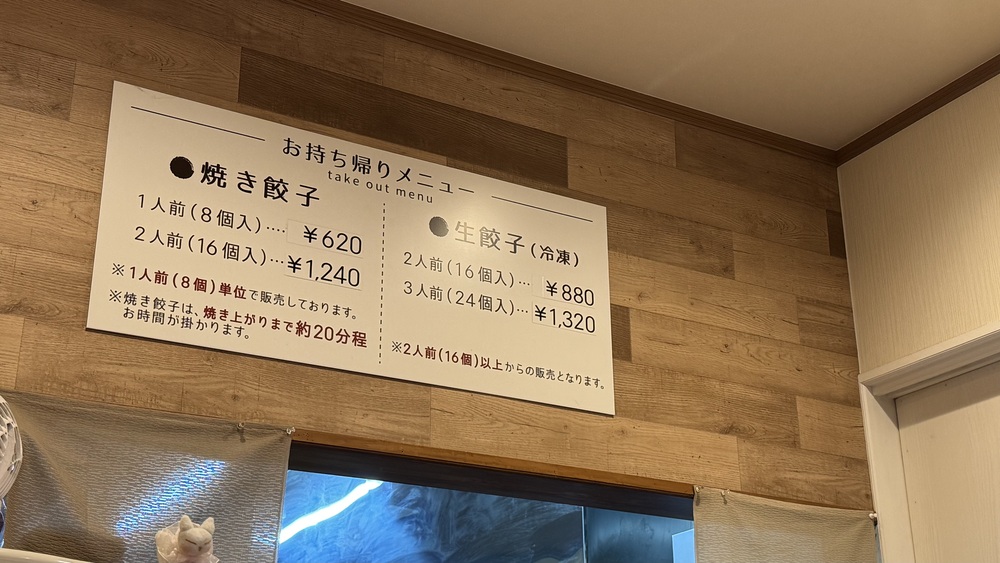 お持ち帰りメニュー
take out menu
●焼き餃子
1人前(8個入)‥‥ ¥620
2人前(16個入)‥‥ ¥1,240
※1人前(8個)単位で販売しております。
※焼き餃子は、焼き上がりまで約20分程
お時間が掛かります。
●生餃子(冷凍)
2人前(16個入)… ¥880
3人前(24個入)… ¥1,320
※2人前(16個)以上からの販売となります。